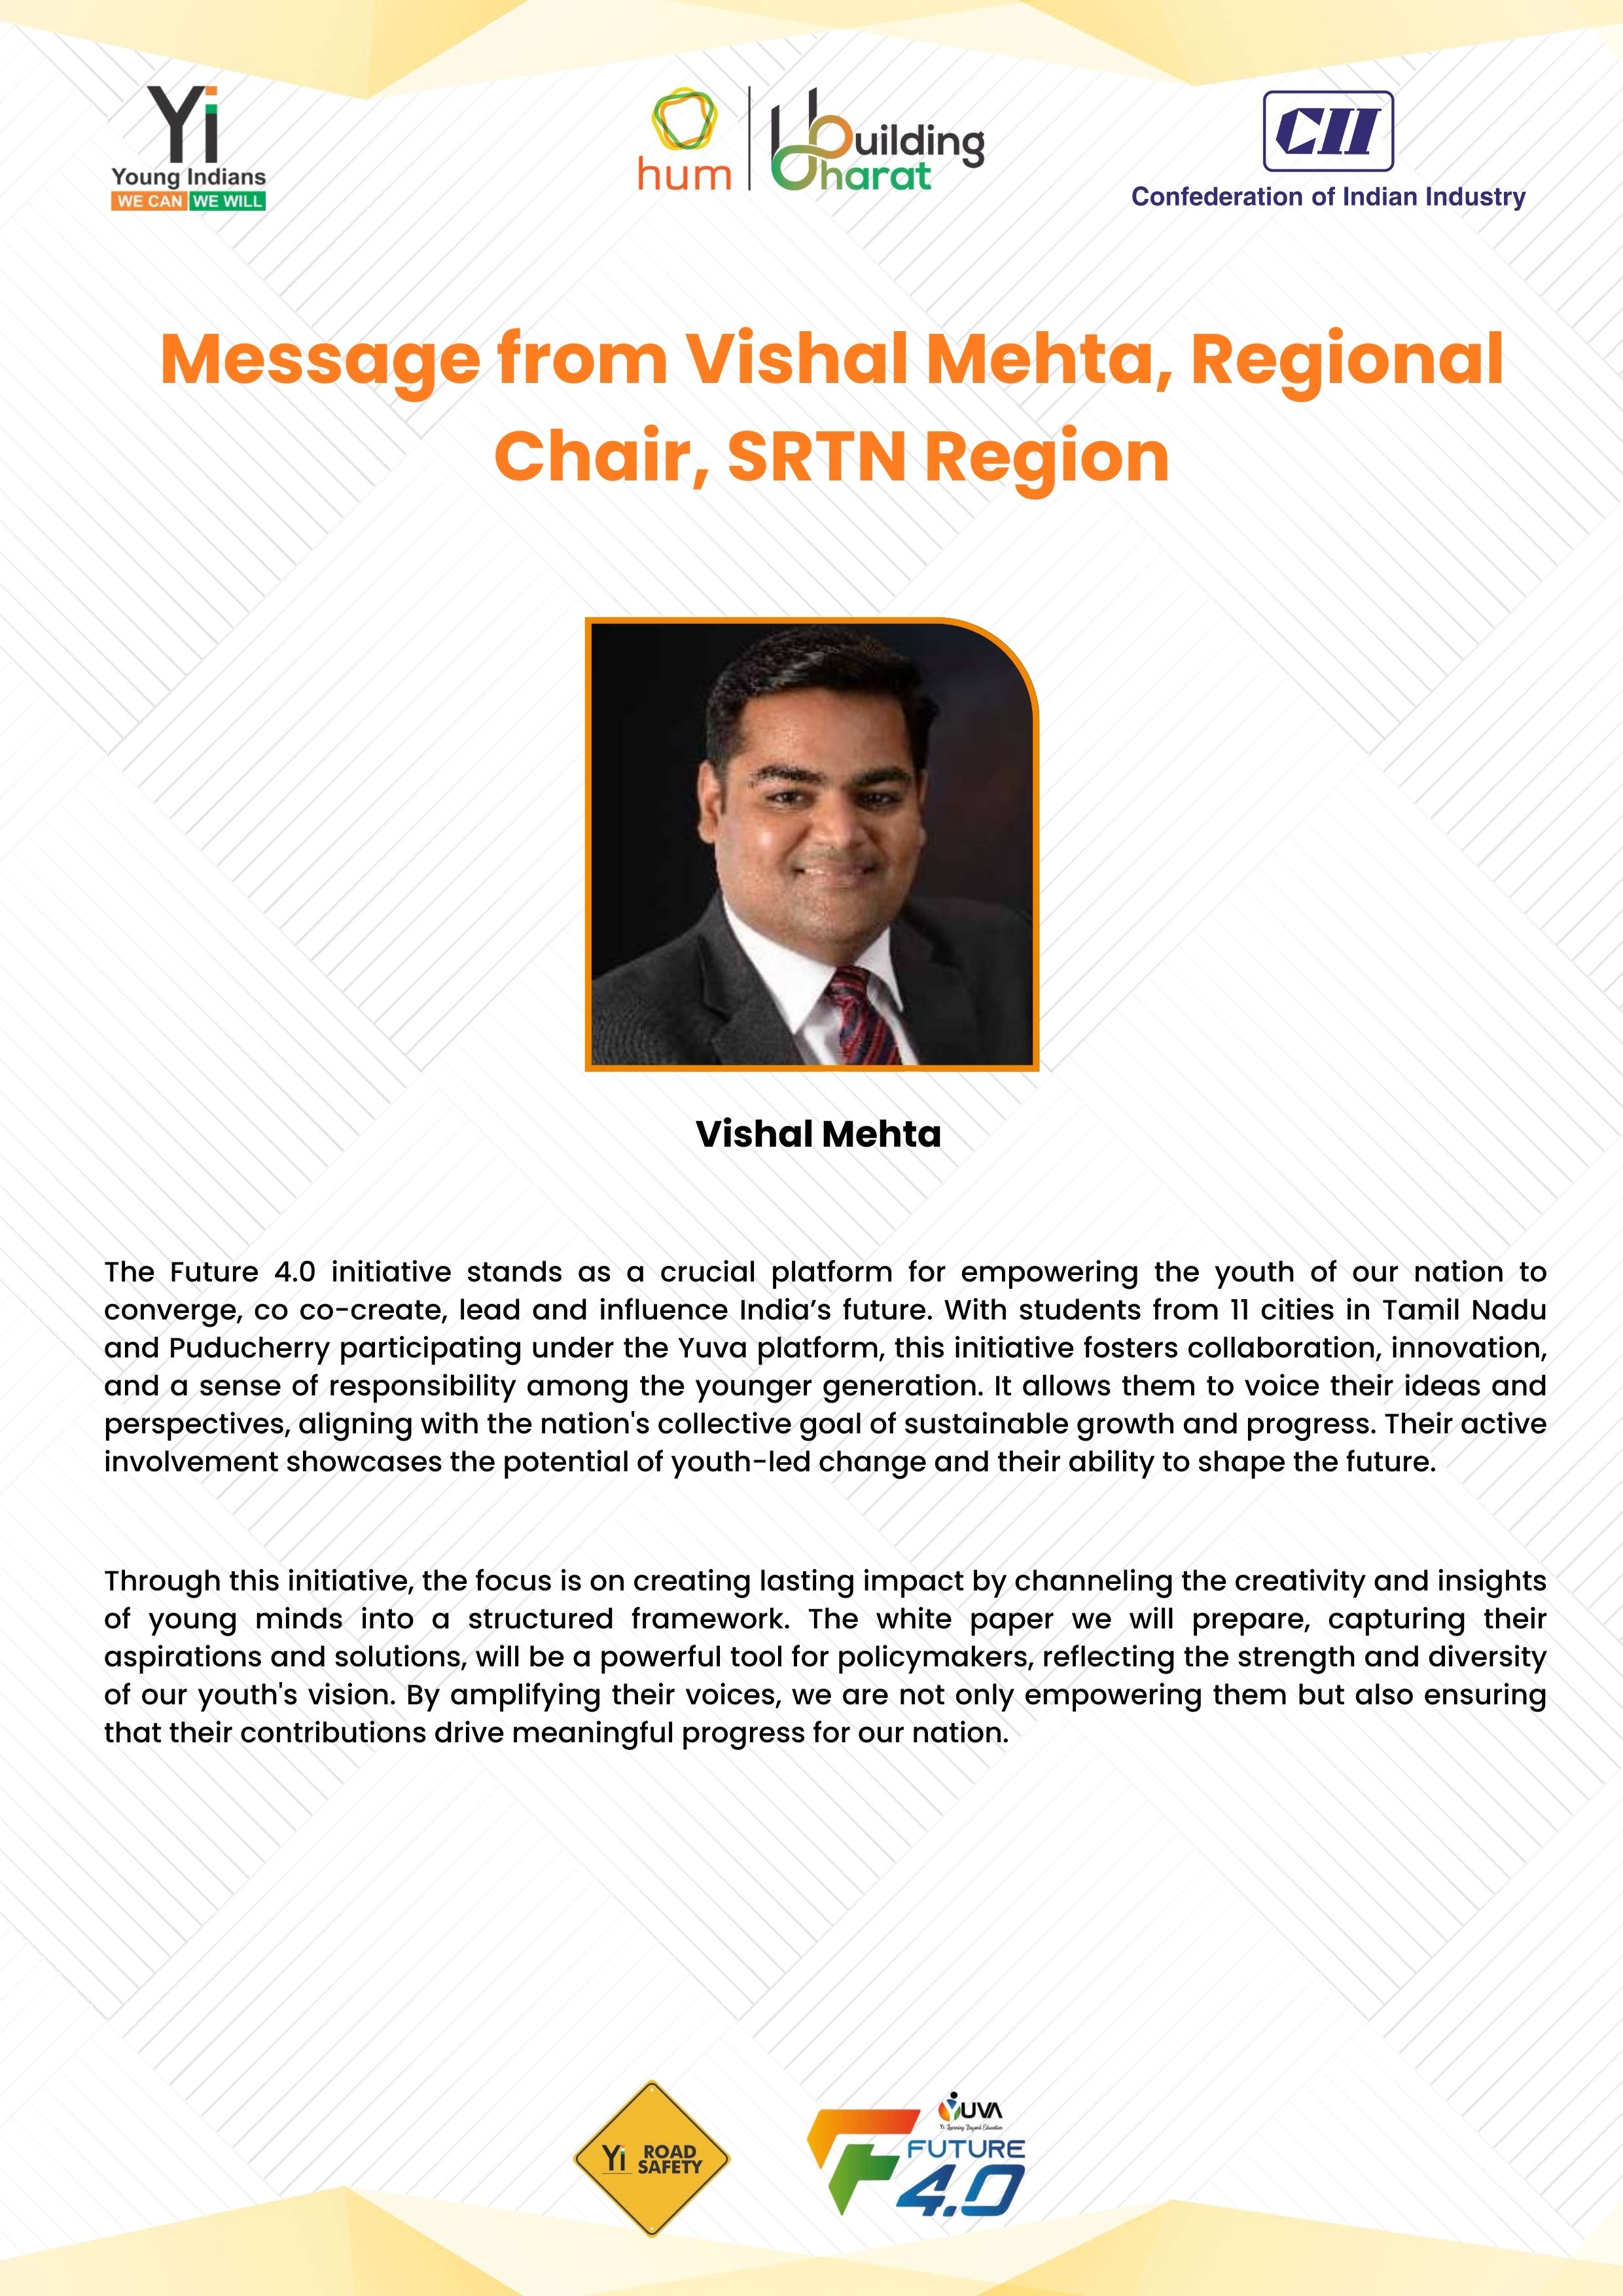 Yi
Young Indians
WE CAN WE WILL
hum
Building
Bharat
CII
Confederation of Indian Industry
Message from Vishal Mehta, Regional
Chair, SRTN Region
Vishal Mehta
The Future 4.0 initiative stands as a crucial platform for empowering the youth of our nation to
converge, co co-create, lead and influence India’s future. With students from 11 cities in Tamil Nadu
and Puducherry participating under the Yuva platform, this initiative fosters collaboration, innovation,
and a sense of responsibility among the younger generation. It allows them to voice their ideas and
perspectives, aligning with the nation's collective goal of sustainable growth and progress. Their active
involvement showcases the potential of youth-led change and their ability to shape the future.
Through this initiative, the focus is on creating lasting impact by channeling the creativity and insights
of young minds into a structured framework. The white paper we will prepare, capturing their
aspirations and solutions, will be a powerful tool for policymakers, reflecting the strength and diversity
of our youth's vision. By amplifying their voices, we are not only empowering them but also ensuring
that their contributions drive meaningful progress for our nation.
Yi ROAD
SAFETY
YUVA
Yi Learning Beyond Education
FUTURE
4.0